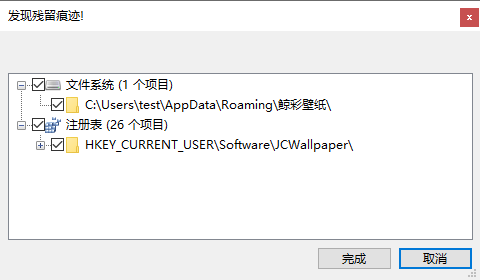 发现残留痕迹!
x
文件系统 (1 个项目)
C:\Users\test\AppData\Roaming\鲸彩壁纸\
注册表 (26 个项目)
HKEY_CURRENT_USER\Software\JCWallpaper\
完成
取消